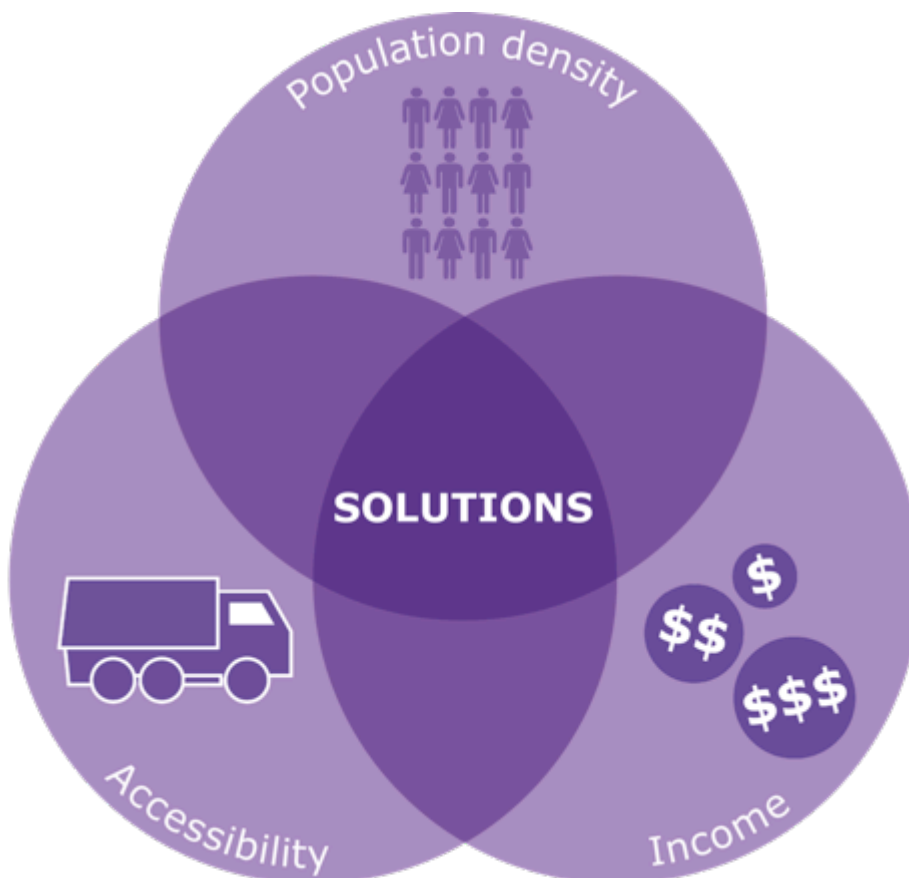 Population density
SOLUTIONS
$
$$
$$$
Accessibility
Income